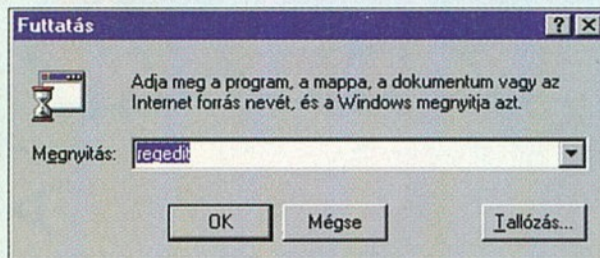 Futtatás
Adja meg a program, a mappa, a dokumentum vagy az
Internet forrás nevét, és a Windows megnyitja azt.
Megnyitás: regedit
OK Mégse Tallózás...